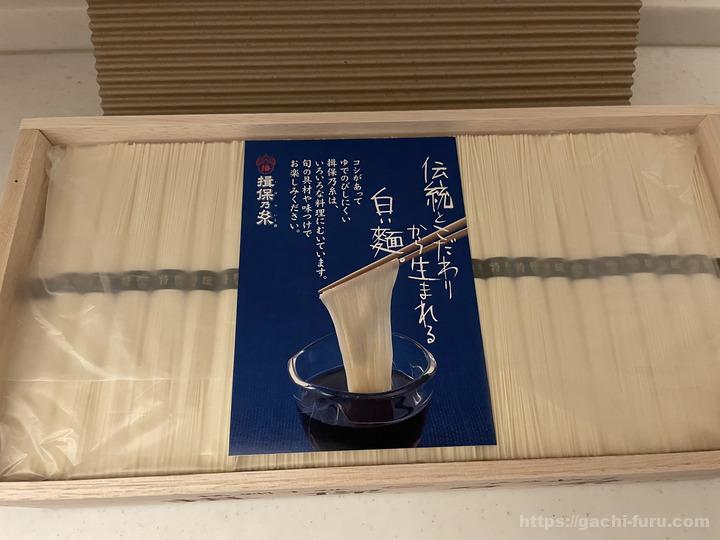 伝統とこだわり
から生まれる
白い麺。
コシがあって
ゆでのびしにくい
揖保乃糸は、
いろいろな料理にむいています。
旬の具材や味つけで
お楽しみください。
揖保乃糸
特
https://gachi-furu.com